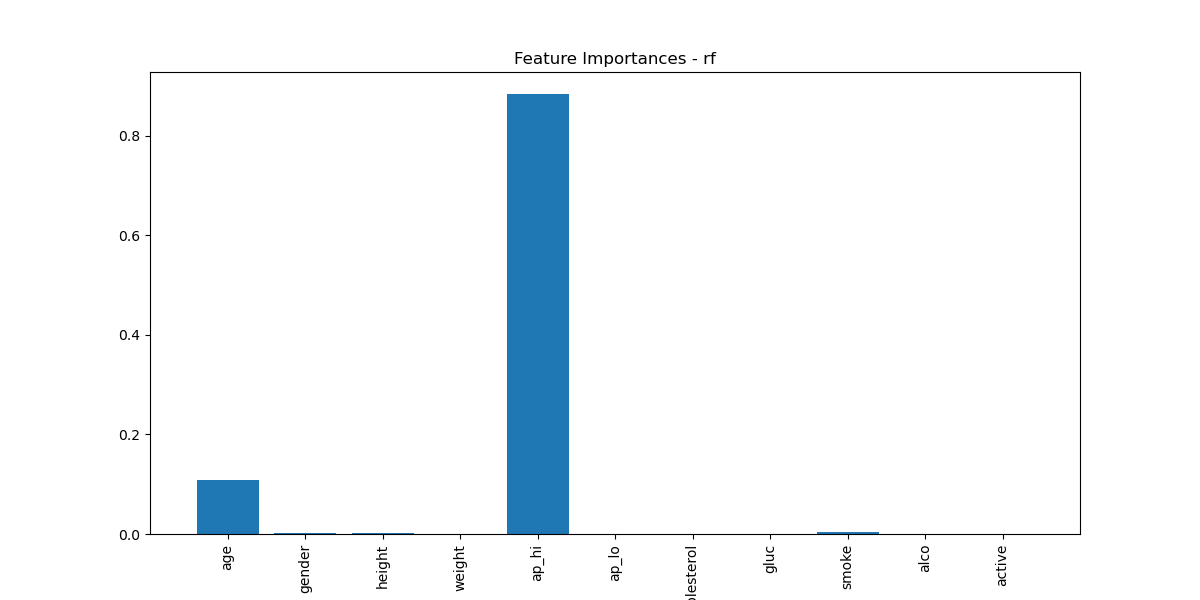 Feature Importances - rf
0.8
0.6
0.4
0.2
0.0
age
gender
height
weight
ap_hi
ap_lo
olesterol
gluc
smoke
alco
active